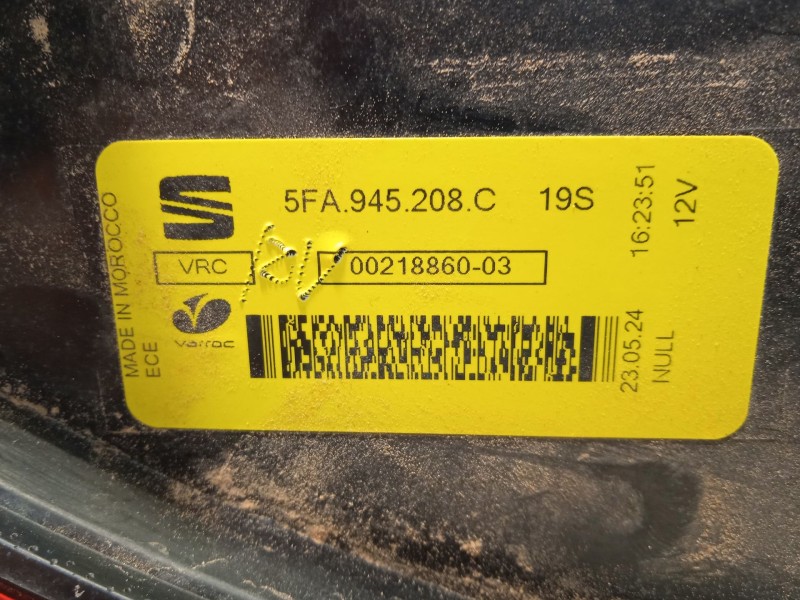 MADE IN MOROCCO
ECE
5FA.945.208.C 19S
VRC
00218860-03
varroc
23.05.24 16:23:51
NULL 12V